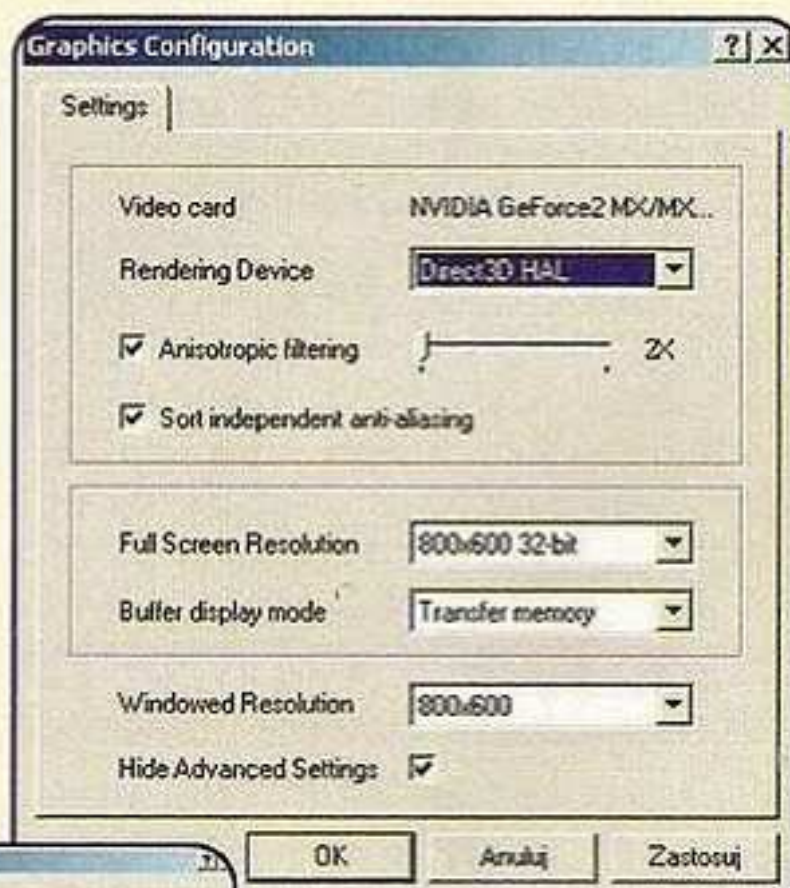 Graphics Configuration
Settings
Video card NVIDIA GeForce2 MX/MX...
Rendering Device Direct3D HAL
Anisotropic filtering 2X
Sort independent anti-aliasing
Full Screen Resolution 800x600 32-bit
Buffer display mode Transfer memory
Windowed Resolution 800x600
Hide Advanced Settings
OK Anuluj Zastosuj